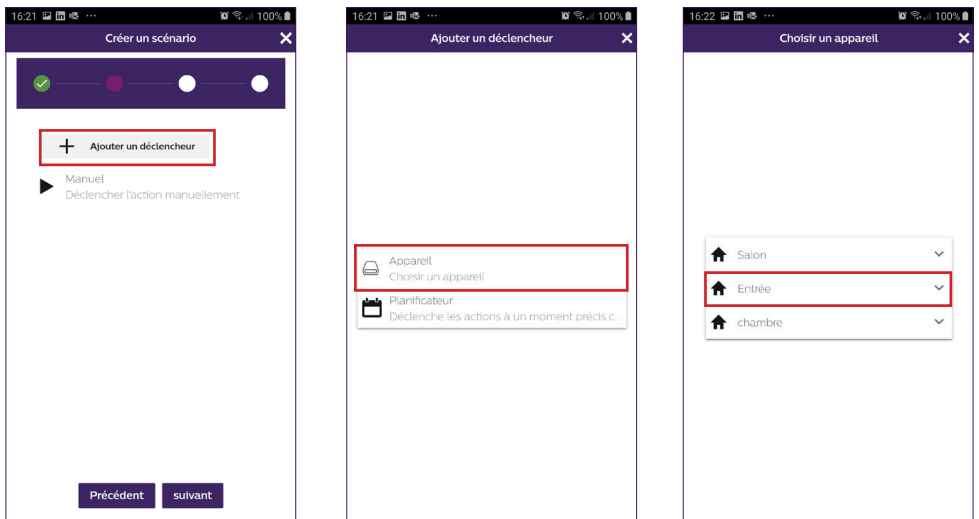 16:21 ... 100%
Créer un scénario
Ajouter un déclencheur
Manuel
Déclencher l'action manuellement
Précédent suivant
16:21 ... 100%
Ajouter un déclencheur
Appareil
Choisir un appareil
Planificateur
Déclenche les actions à un moment précis c...
16:22 ... 100%
Choisir un appareil
Salon
Entrée
chambre